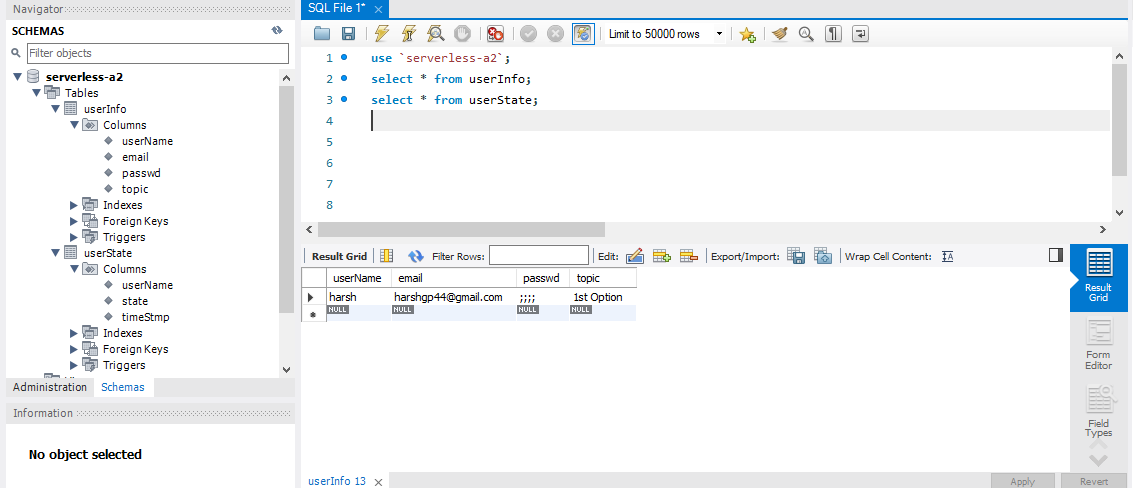 Navigator
SCHEMAS
Filter objects
serverless-a2
Tables
userInfo
Columns
userName
email
passwd
topic
Indexes
Foreign Keys
Triggers
userState
Columns
userName
state
timeStmp
Indexes
Foreign Keys
Triggers
Administration Schemas
Information
No object selected
SQL File 1*
Limit to 50000 rows
1 use `serverless-a2`;
2 select * from userInfo;
3 select * from userState;
4
5
6
7
8
Result Grid Filter Rows: Edit: Export/Import: Wrap Cell Content:
userName email passwd topic
harsh harshgp44@gmail.com ;;;; 1st Option
NULL NULL NULL NULL
Result
Grid
Form
Editor
Field
Types
userInfo 13
Apply Revert